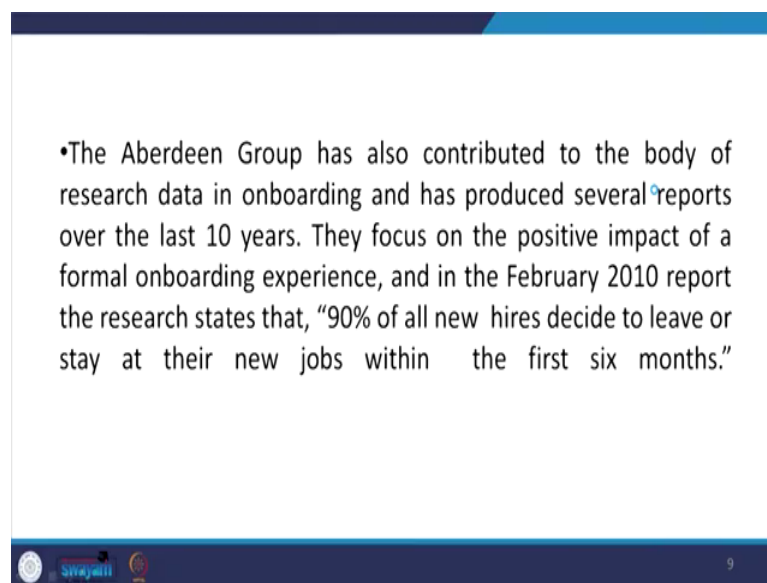 •The Aberdeen Group has also contributed to the body of
research data in onboarding and has produced several reports
over the last 10 years. They focus on the positive impact of a
formal onboarding experience, and in the February 2010 report
the research states that, “90% of all new hires decide to leave or
stay at their new jobs within the first six months.”
swayam
9